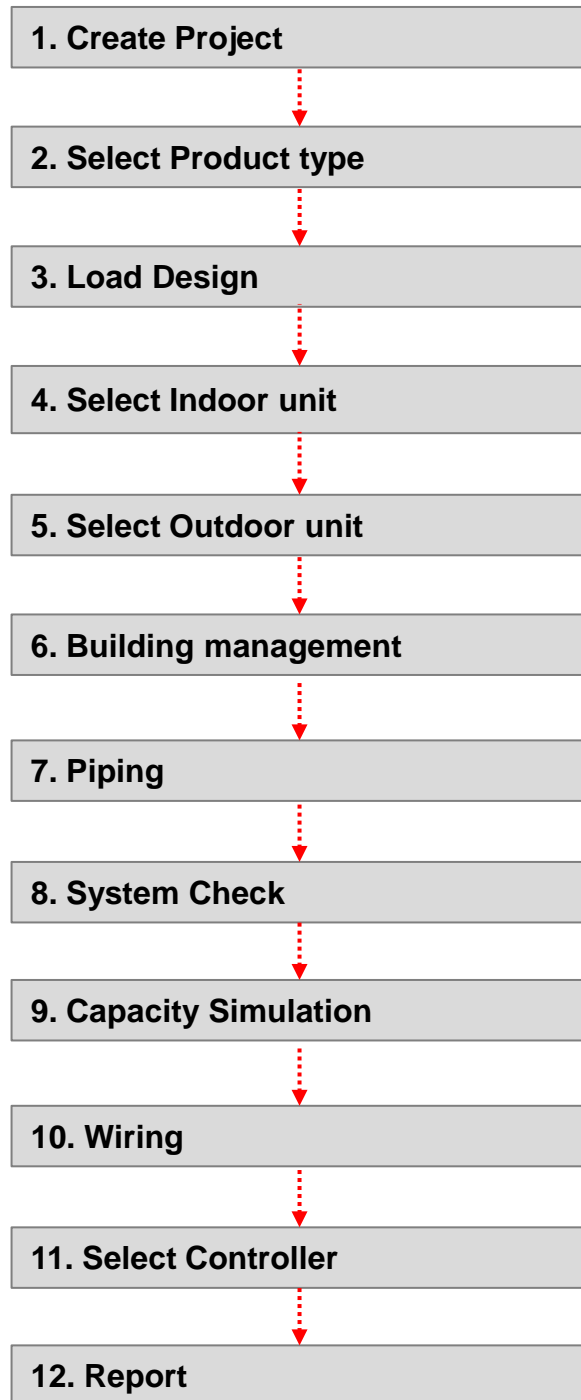 1. Create Project
2. Select Product type
3. Load Design
4. Select Indoor unit
5. Select Outdoor unit
6. Building management
7. Piping
8. System Check
9. Capacity Simulation
10. Wiring
11. Select Controller
12. Report